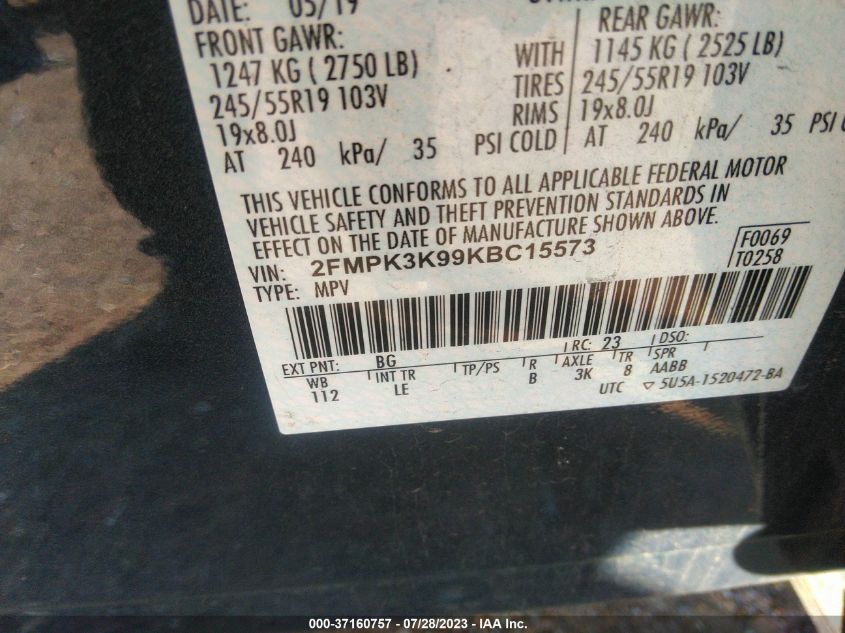 DATE: 05/19
FRONT GAWR:
1247 KG ( 2750 LB)
245/55R19 103V
19x8.0J
AT 240 kPa/ 35 PSI COLD
WITH
TIRES
RIMS
REAR GAWR:
1145 KG ( 2525 LB)
245/55R19 103V
19x8.0J
AT 240 kPa/ 35 PSI
THIS VEHICLE CONFORMS TO ALL APPLICABLE FEDERAL MOTOR
VEHICLE SAFETY AND THEFT PREVENTION STANDARDS IN
EFFECT ON THE DATE OF MANUFACTURE SHOWN ABOVE.
VIN: 2FMPK3K99KBC15573
TYPE: MPV
F0069
T0258
EXT PNT: BG RC: 23 DSO:
WB INT TR TP/PS R AXLE TR SPR
112 LE B 3K 8 AABB
UTC ▽ 5U5A-1520472-BA
000-37160757 - 07/28/2023 - IAA Inc.